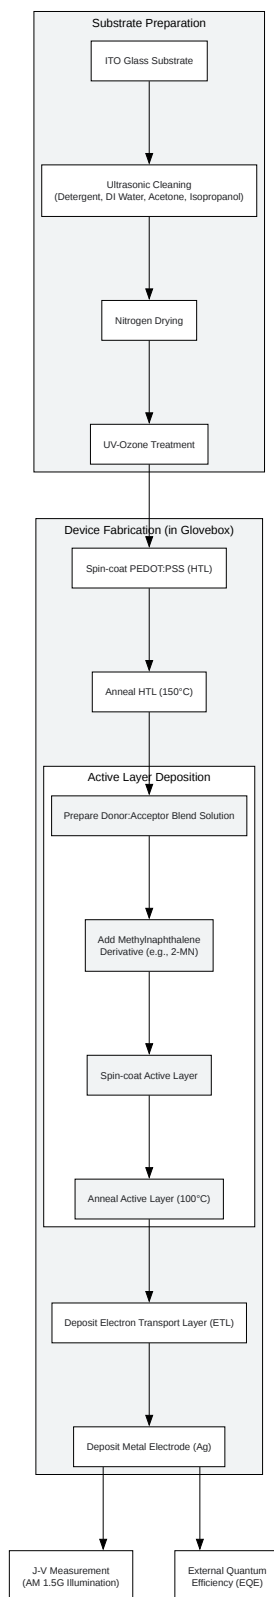 Substrate Preparation
ITO Glass Substrate
Ultrasonic Cleaning
(Detergent, DI Water, Acetone, Isopropanol)
Nitrogen Drying
UV-Ozone Treatment
Device Fabrication (in Glovebox)
Spin-coat PEDOT:PSS (HTL)
Anneal HTL (150°C)
Active Layer Deposition
Prepare Donor:Acceptor Blend Solution
Add Methylnaphthalene
Derivative (e.g., 2-MN)
Spin-coat Active Layer
Anneal Active Layer (100°C)
Deposit Electron Transport Layer (ETL)
Deposit Metal Electrode (Ag)
J-V Measurement
(AM 1.5G Illumination)
External Quantum
Efficiency (EQE)